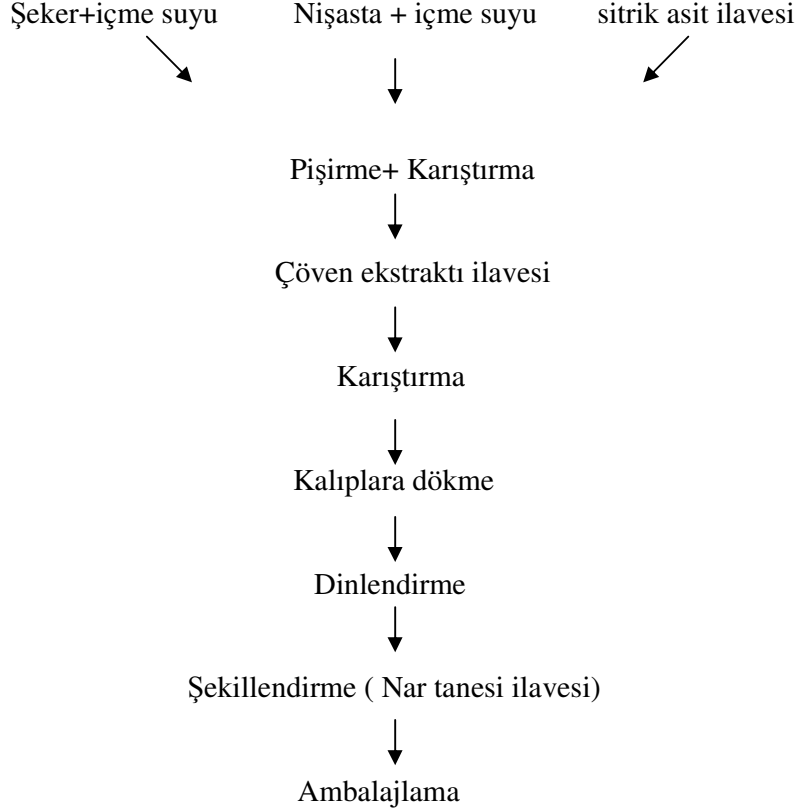 Şeker+içme suyu Nişasta + içme suyu sitrik asit ilavesi
Pişirme+ Karıştırma
Çöven ekstraktı ilavesi
Karıştırma
Kalıplara dökme
Dinlendirme
Şekillendirme ( Nar tanesi ilavesi)
Ambalajlama